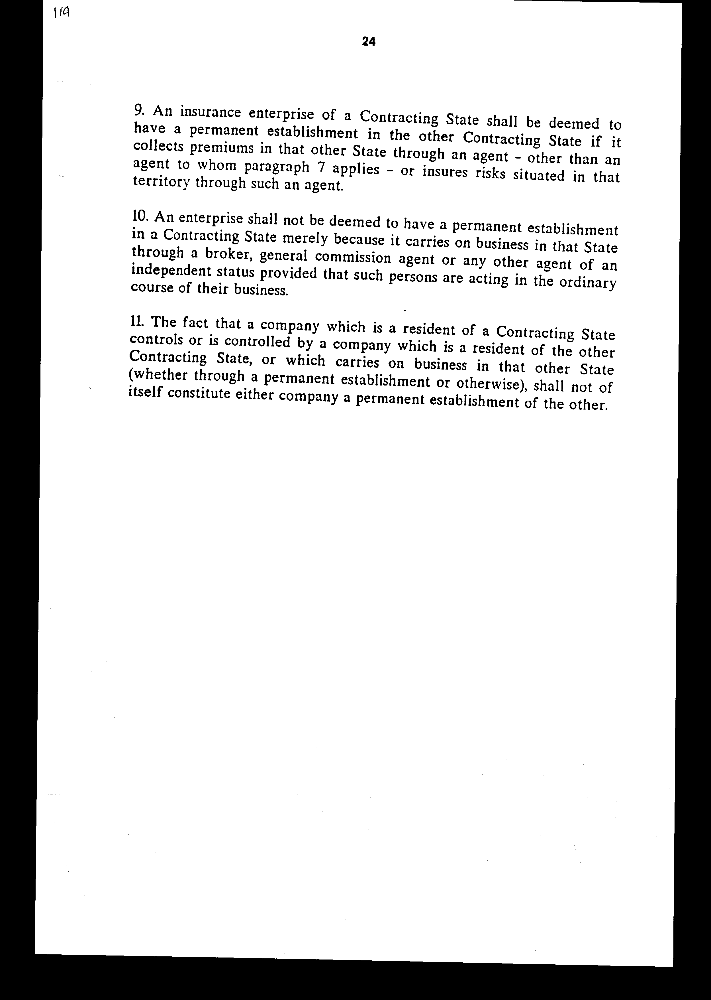 24
9. An insurance enterprise of a Contracting State shall be deemed to
have a permanent establishment in the other Contracting State if it
collects premiums in that other State through an agent - other than an
agent to whom paragraph 7 applies - or insures risks situated in that
territory through such an agent.
10. An enterprise shall not be deemed to have a permanent establishment
in a Contracting State merely because it carries on business in that State
through a broker, general commission agent or any other agent of an
independent status provided that such persons are acting in the ordinary
course of their business.
11. The fact that a company which is a resident of a Contracting State
controls or is controlled by a company which is a resident of the other
Contracting State, or which carries on business in that other State
(whether through a permanent establishment or otherwise), shall not of
itself constitute either company a permanent establishment of the other.